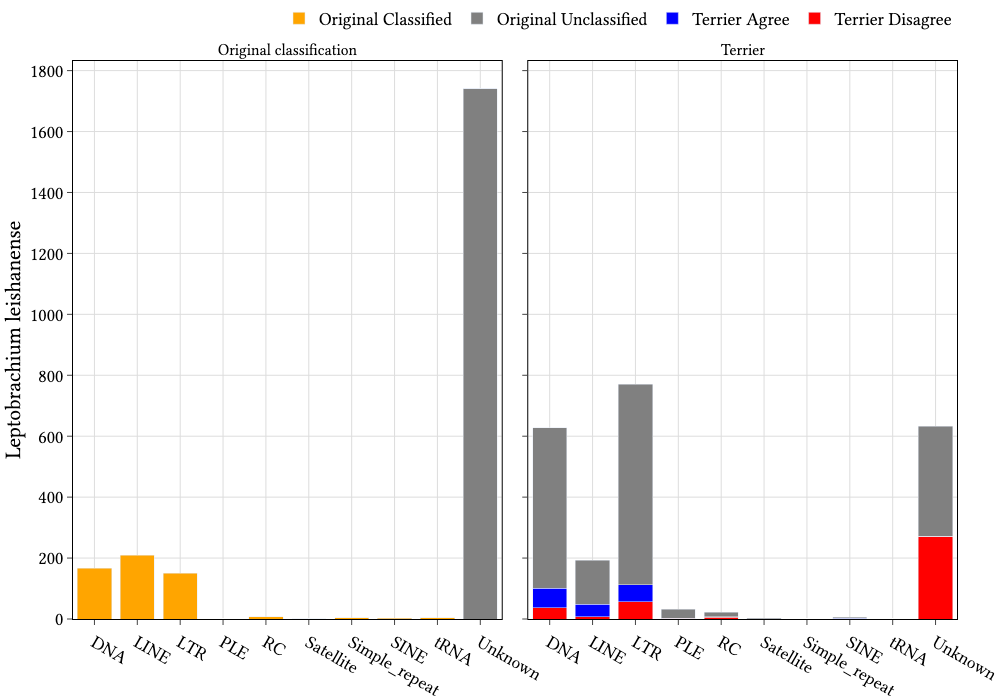 Original Classified Original Unclassified Terrier Agree Terrier Disagree
Original classification Terrier
Leptobrachium leishanense
1800
1600
1400
1200
1000
800
600
400
200
0
DNA LINE LTR PLE RC Satellite Simple_repeat SINE tRNA Unknown
DNA LINE LTR PLE RC Satellite Simple_repeat SINE tRNA Unknown